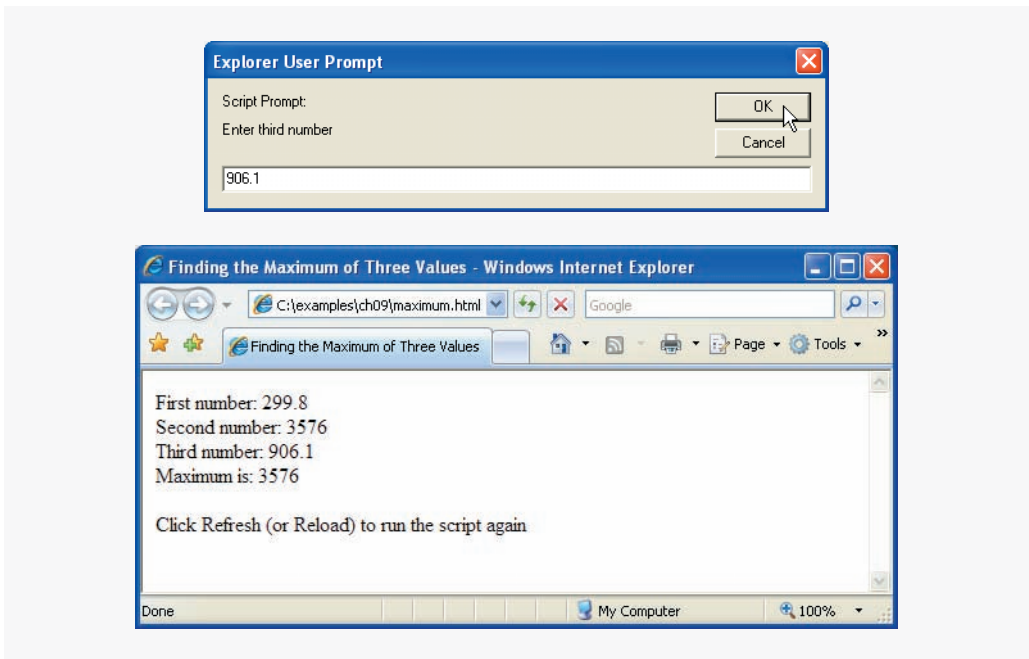 Explorer User Prompt
Script Prompt:
OK
Enter third number
Cancel
906.1
Finding the Maximum of Three Values - Windows Internet Explorer
C:\examples\ch09\maximum.html
Google
Finding the Maximum of Three Values
Page
Tools
»
First number: 299.8
Second number: 3576
Third number: 906.1
Maximum is: 3576
Click Refresh (or Reload) to run the script again
Done
My Computer
100%